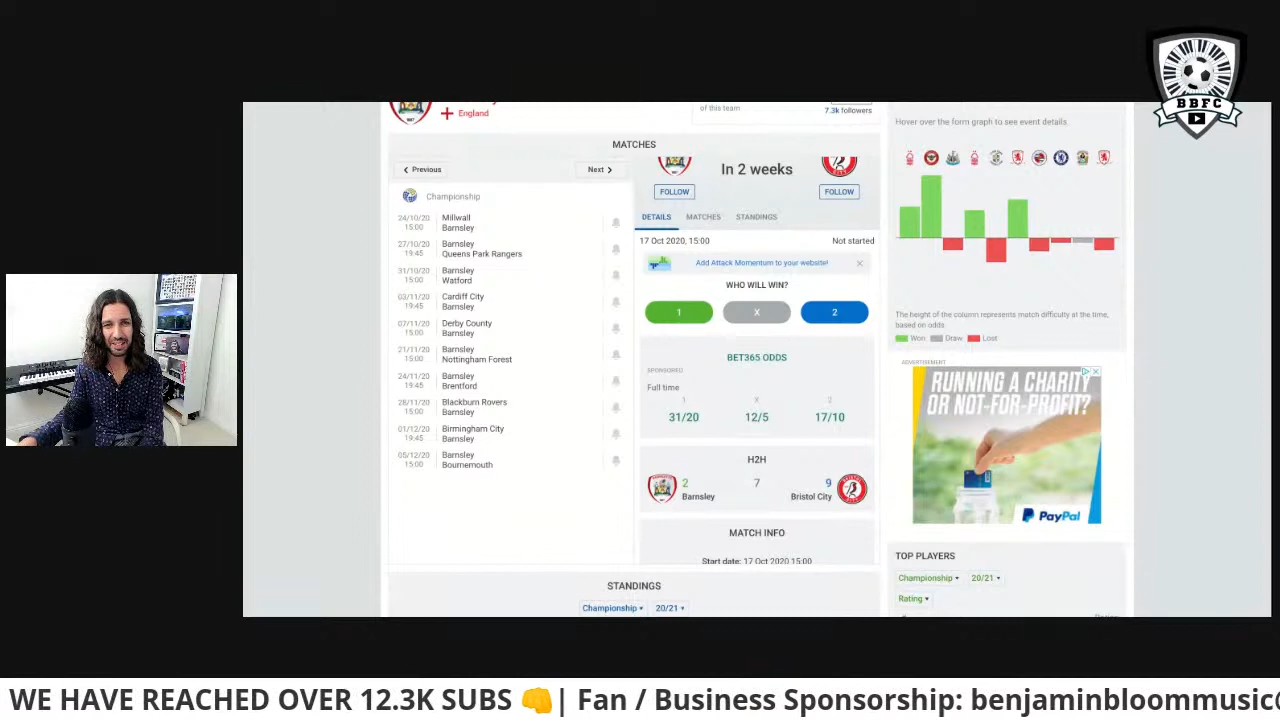 BBFC
England
of this team
7.3k followers
MATCHES
Previous
Next
Championship
24/10/20
15:00
Millwall
Barnsley
27/10/20
19:45
Barnsley
Queens Park Rangers
31/10/20
15:00
Barnsley
Watford
03/11/20
19:45
Cardiff City
Barnsley
07/11/20
15:00
Derby County
Barnsley
21/11/20
15:00
Barnsley
Nottingham Forest
24/11/20
19:45
Barnsley
Brentford
28/11/20
15:00
Blackburn Rovers
Barnsley
01/12/20
19:45
Birmingham City
Barnsley
05/12/20
15:00
Barnsley
Bournemouth
In 2 weeks
FOLLOW
FOLLOW
DETAILS MATCHES STANDINGS
17 Oct 2020, 15:00 Not started
Add Attack Momentum to your website!
WHO WILL WIN?
1 X 2
BET365 ODDS
SPONSORED
Full time
1 X 2
31/20 12/5 17/10
H2H
2 7 9
Barnsley Bristol City
MATCH INFO
Start date: 17 Oct 2020 15:00
STANDINGS
Championship 20/21
Hover over the form graph to see event details.
The height of the column represents match difficulty at the time,
based on odds.
Won Draw Lost
ADVERTISEMENT
RUNNING A CHARITY
OR NOT-FOR-PROFIT?
PayPal
TOP PLAYERS
Championship 20/21
Rating
WE HAVE REACHED OVER 12.3K SUBS 👊| Fan / Business Sponsorship: benjaminbloommusic@